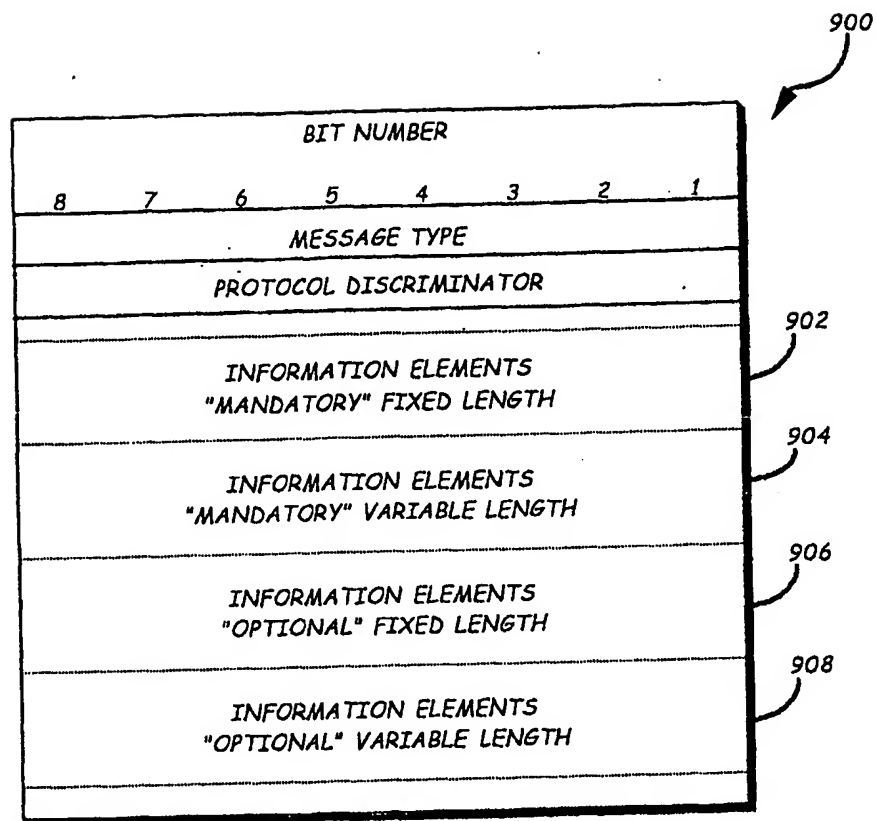 900
BIT NUMBER
8 7 6 5 4 3 2 1
MESSAGE TYPE
PROTOCOL DISCRIMINATOR
902
INFORMATION ELEMENTS
"MANDATORY" FIXED LENGTH
904
INFORMATION ELEMENTS
"MANDATORY" VARIABLE LENGTH
906
INFORMATION ELEMENTS
"OPTIONAL" FIXED LENGTH
908
INFORMATION ELEMENTS
"OPTIONAL" VARIABLE LENGTH